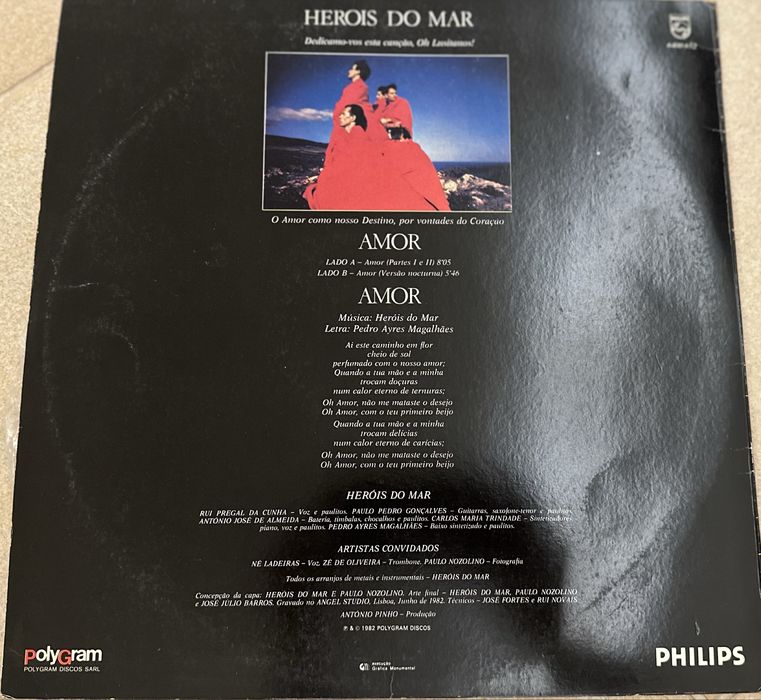 HEROIS DO MAR
Dedicamo-vos esta canção, Oh Lusitanos!
O Amor como nosso Destino, por vontades do Coração
AMOR
LADO A – Amor (Partes I e II) 8'05
LADO B – Amor (Versão nocturna) 5'46
AMOR
Música: Heróis do Mar
Letra: Pedro Ayres Magalhães
Ai este caminho em flor
cheio de sol
perfumado com o nosso amor;
Quando a tua mão e a minha
trocam doçuras
num calor eterno de ternuras;
Oh Amor, não me mataste o desejo
Oh Amor, com o teu primeiro beijo
Quando a tua mão e a minha
trocam delícias
num calor eterno de carícias;
Oh Amor, não me mataste o desejo
Oh Amor, com o teu primeiro beijo
HERÓIS DO MAR
RUI PREGAL DA CUNHA – Voz e paulitos. PAULO PEDRO GONÇALVES – Guitarras, saxofone-tenor e paulitos.
ANTÓNIO JOSÉ DE ALMEIDA – Bateria, timbalas, chocalhos e paulitos. CARLOS MARIA TRINDADE – Sintetizadores,
piano, voz e paulitos. PEDRO AYRES MAGALHÃES – Baixo sintetizado e paulitos.
ARTISTAS CONVIDADOS
NÉ LADEIRAS – Voz. ZÉ DE OLIVEIRA – Trombone. PAULO NOZOLINO – Fotografia
Todos os arranjos de metais e instrumentais – HERÓIS DO MAR
Concepção da capa: HERÓIS DO MAR E PAULO NOZOLINO. Arte final – HERÓIS DO MAR, PAULO NOZOLINO
e JOSÉ JÚLIO BARROS. Gravado no ANGEL STUDIO, Lisboa, Junho de 1982. Técnicos – JOSÉ FORTES e RUI NOVAIS
ANTÓNIO PINHO – Produção
℗ & © 1982 POLYGRAM DISCOS
PolyGram
POLYGRAM DISCOS SARL
execução
Gráfica Monumental
PHILIPS